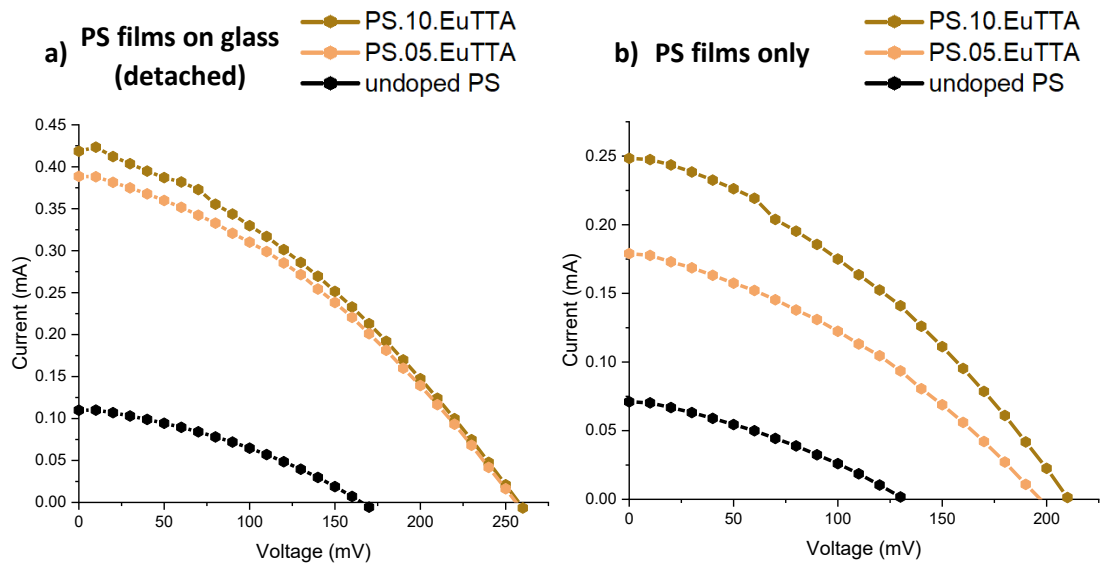 a) PS films on glass
(detached)
PS.10.EuTTA
PS.05.EuTTA
undoped PS
0.45
0.40
0.35
0.30
0.25
0.20
0.15
0.10
0.05
0.00
Current (mA)
0
50
100
150
200
250
Voltage (mV)
b) PS films only
PS.10.EuTTA
PS.05.EuTTA
undoped PS
0.25
0.20
0.15
0.10
0.05
0.00
Current (mA)
0
50
100
150
200
Voltage (mV)